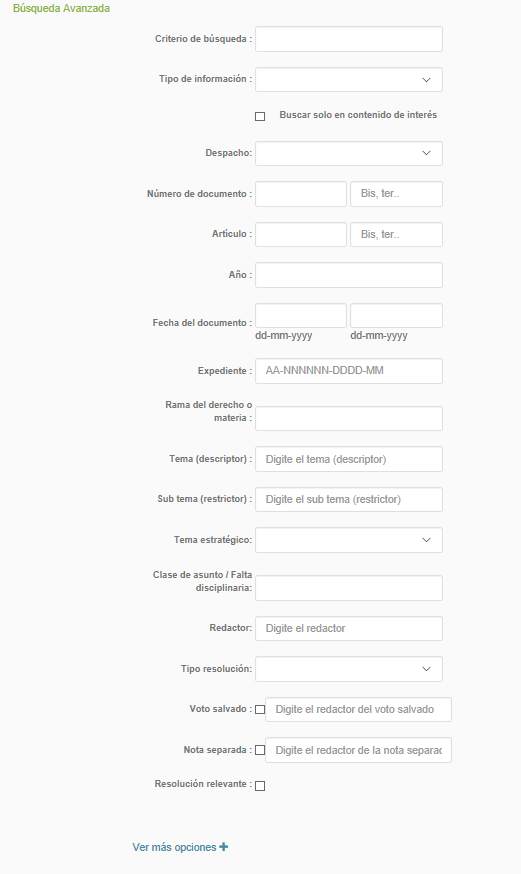 Búsqueda Avanzada
Criterio de búsqueda :
Tipo de información :
Buscar solo en contenido de interés
Despacho:
Número de documento : Bis, ter..
Artículo : Bis, ter..
Año :
Fecha del documento :
dd-mm-yyyy dd-mm-yyyy
Expediente : AA-NNNNNN-DDDD-MM
Rama del derecho o
materia :
Tema (descriptor) : Digite el tema (descriptor)
Sub tema (restrictor) : Digite el sub tema (restrictor)
Tema estratégico:
Clase de asunto / Falta
disciplinaria:
Redactor: Digite el redactor
Tipo resolución:
Voto salvado : Digite el redactor del voto salvado
Nota separada : Digite el redactor de la nota separac
Resolución relevante :
Ver más opciones +